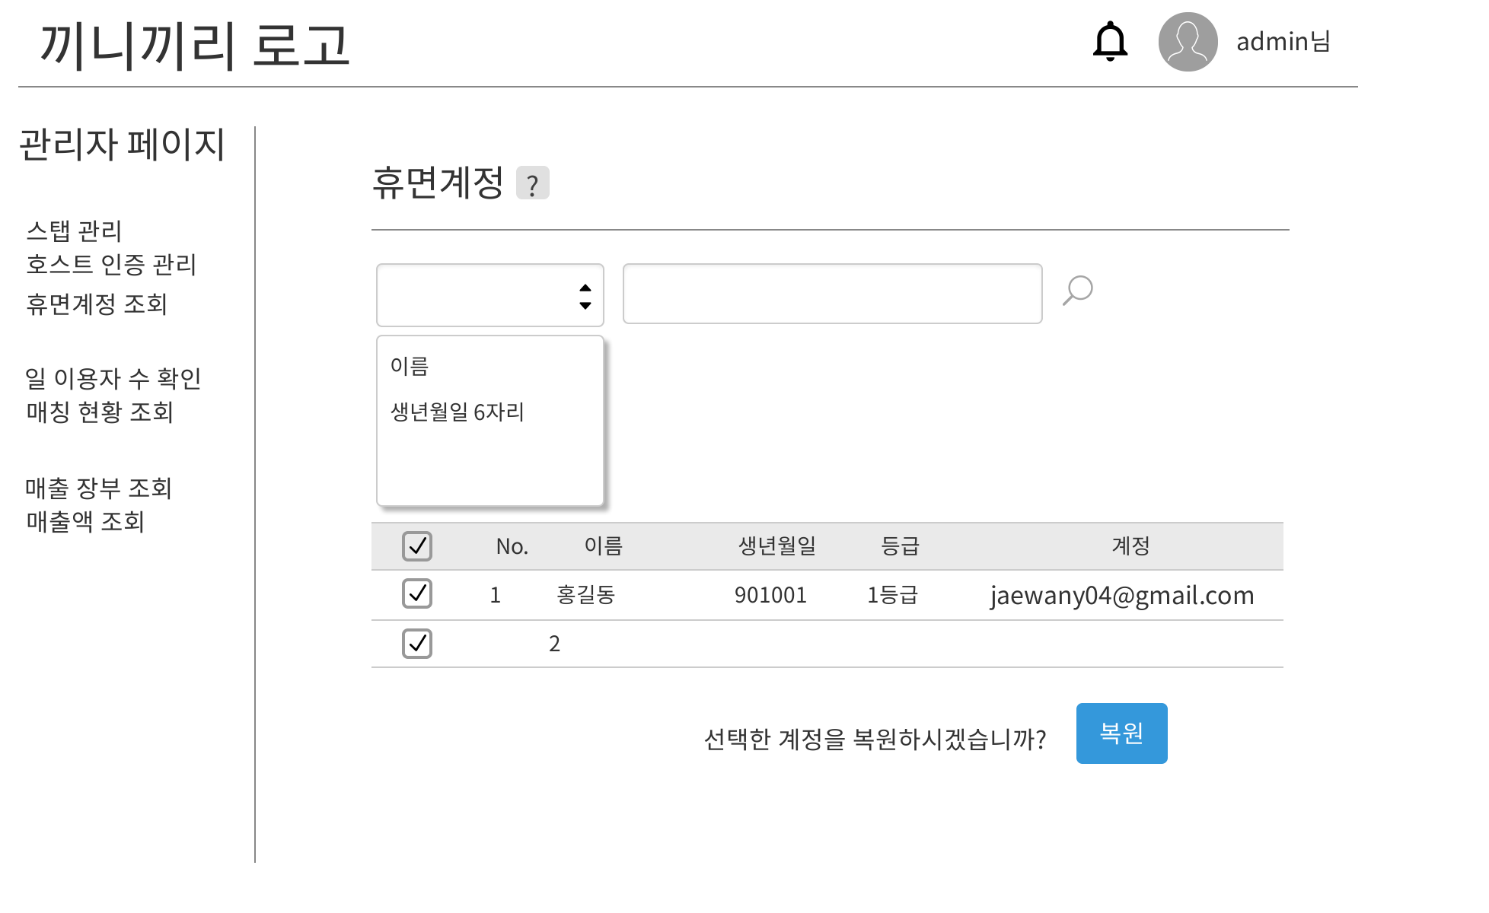 끼니끼리 로고
admin님
관리자 페이지
스탭 관리
호스트 인증 관리
휴면계정 조회
일 이용자 수 확인
매칭 현황 조회
매출 장부 조회
매출액 조회
휴면계정 ?
이름
생년월일 6자리
No. 이름 생년월일 등급 계정
1 홍길동 901001 1등급 jaewany04@gmail.com
2
선택한 계정을 복원하시겠습니까? 복원